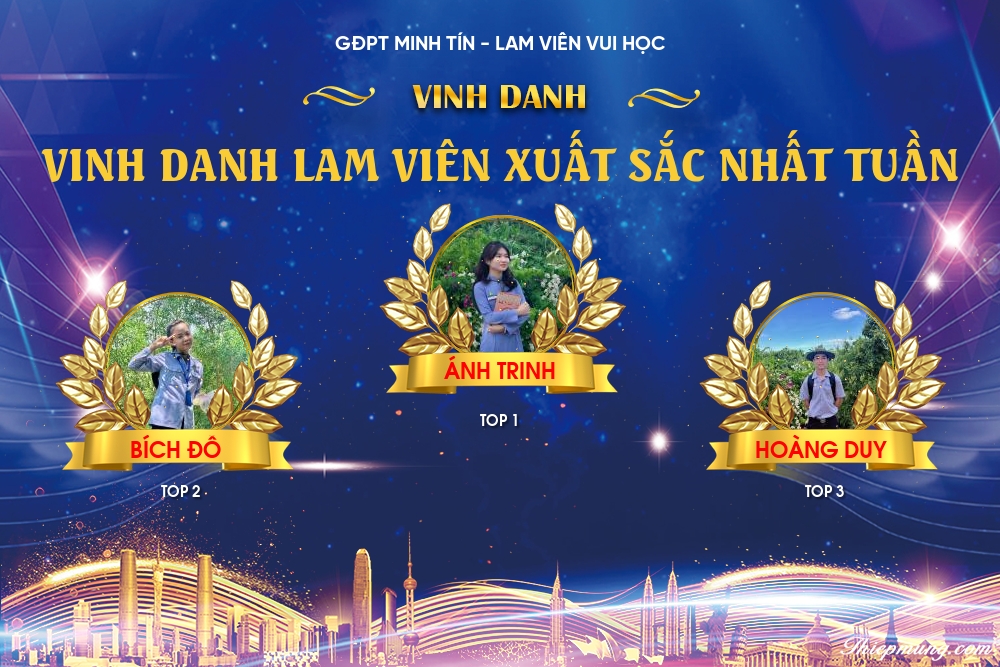 GĐPT MINH TÍN - LAM VIÊN VUI HỌC
VINH DANH
VINH DANH LAM VIÊN XUẤT SẮC NHẤT TUẦN
ÁNH TRINH
TOP 1
BÍCH ĐÔ
TOP 2
HOÀNG DUY
TOP 3
Thiepmung.com